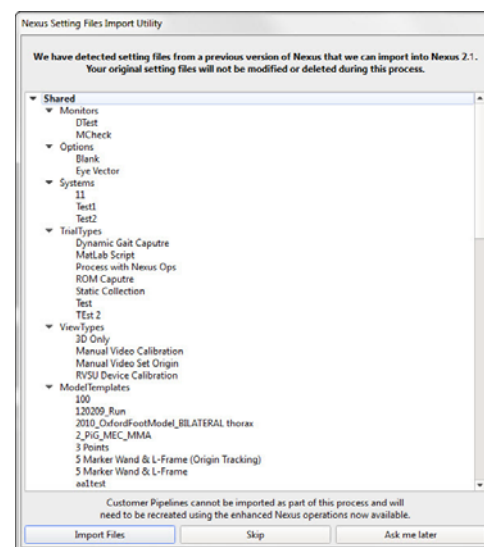 Nexus Setting Files Import Utility
We have detected setting files from a previous version of Nexus that we can import into Nexus 2.1.
Your original setting files will not be modified or deleted during this process.
Shared
Monitors
DTest
MCheck
Options
Blank
Eye Vector
Systems
11
Test1
Test2
TrialTypes
Dynamic Gait Caputre
MatLab Script
Process with Nexus Ops
ROM Caputre
Static Collection
Test
TEst 2
ViewTypes
3D Only
Manual Video Calibration
Manual Video Set Origin
RVSU Device Calibration
ModelTemplates
100
120209_Run
2010_OxfordFootModel_BILATERAL thorax
2_PiG_MEC_MMA
3 Points
5 Marker Wand & L-Frame (Origin Tracking)
5 Marker Wand & L-Frame
aa1test
Customer Pipelines cannot be imported as part of this process and will
need to be recreated using the enhanced Nexus operations now available.
Import Files Skip Ask me later